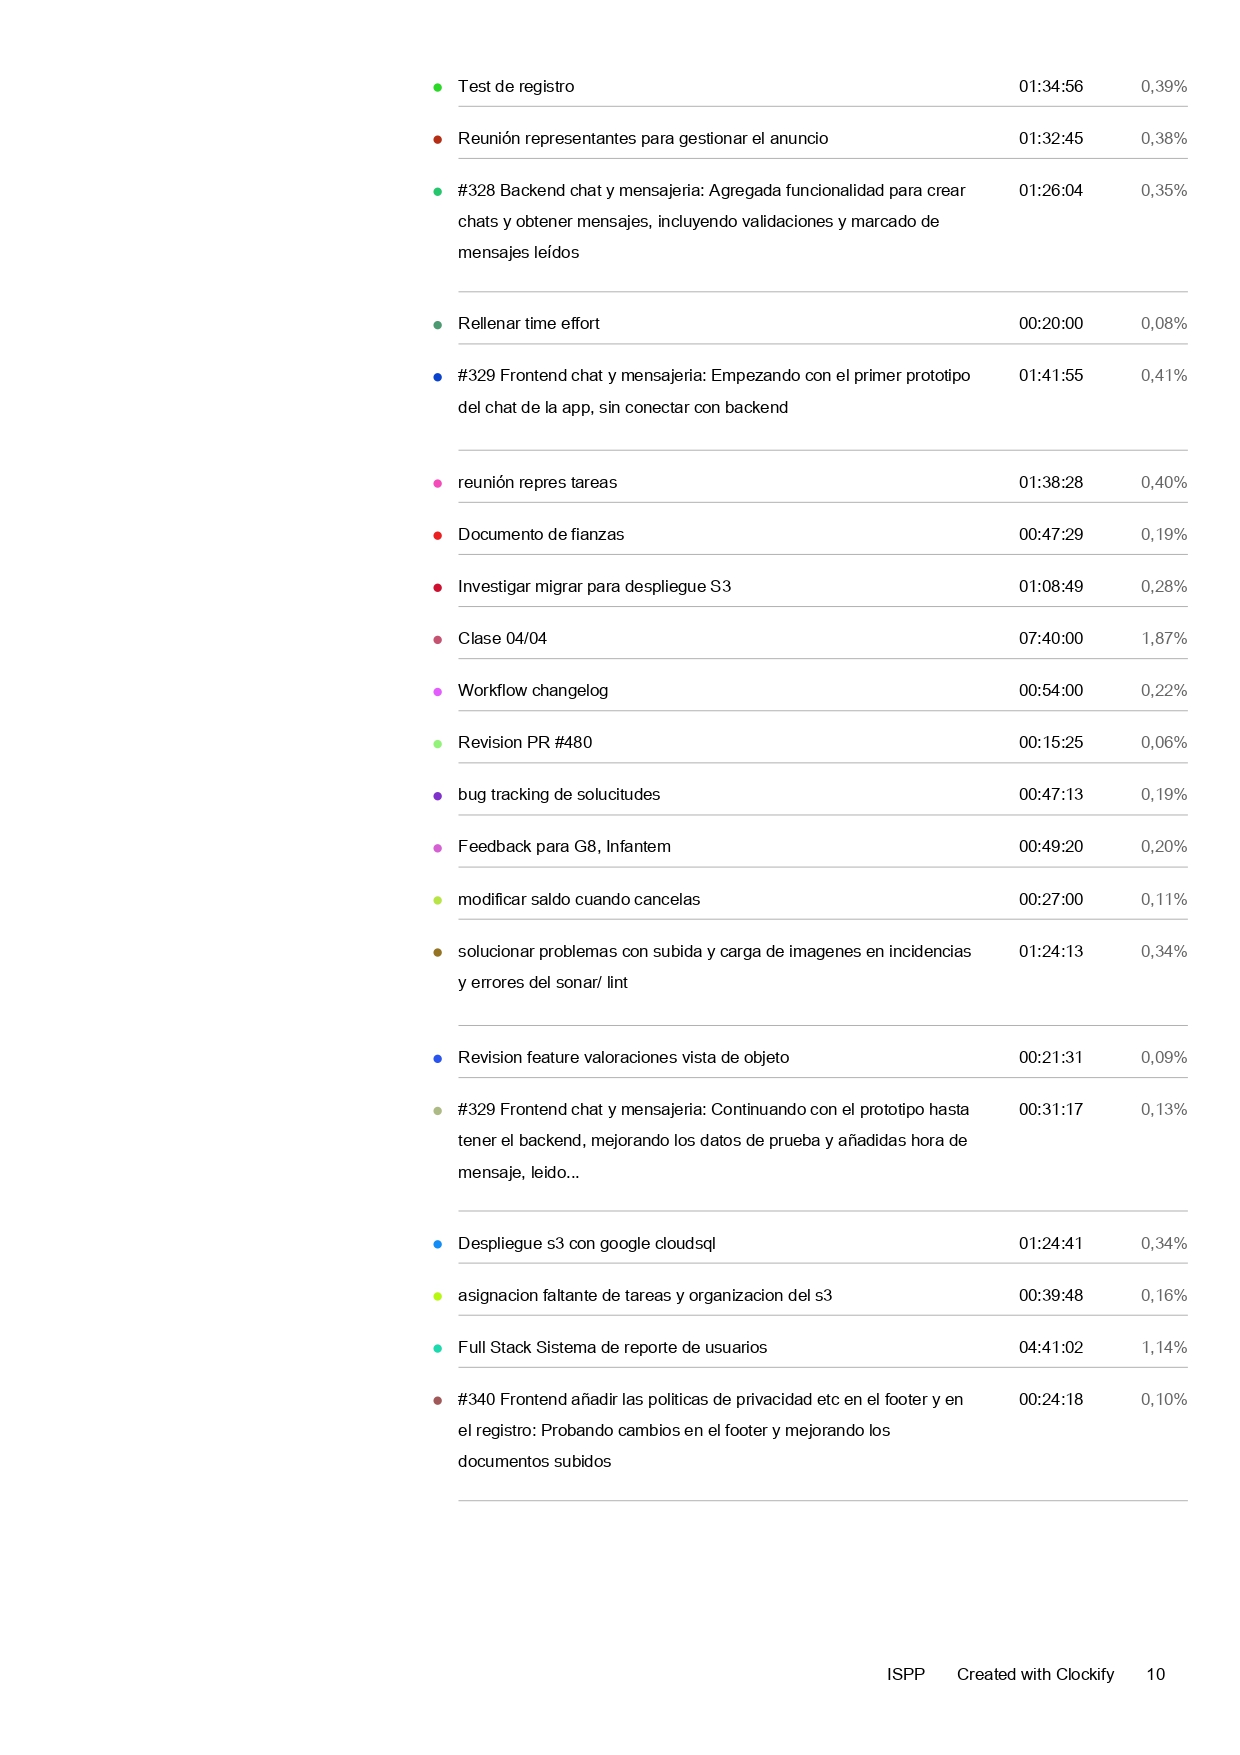 Test de registro 01:34:56 0,39%
Reunión representantes para gestionar el anuncio 01:32:45 0,38%
#328 Backend chat y mensajeria: Agregada funcionalidad para crear 01:26:04 0,35%
chats y obtener mensajes, incluyendo validaciones y marcado de
mensajes leídos
Rellenar time effort 00:20:00 0,08%
#329 Frontend chat y mensajeria: Empezando con el primer prototipo 01:41:55 0,41%
del chat de la app, sin conectar con backend
reunión repres tareas 01:38:28 0,40%
Documento de fianzas 00:47:29 0,19%
Investigar migrar para despliegue S3 01:08:49 0,28%
Clase 04/04 07:40:00 1,87%
Workflow changelog 00:54:00 0,22%
Revision PR #480 00:15:25 0,06%
bug tracking de solucitudes 00:47:13 0,19%
Feedback para G8, Infantem 00:49:20 0,20%
modificar saldo cuando cancelas 00:27:00 0,11%
solucionar problemas con subida y carga de imagenes en incidencias 01:24:13 0,34%
y errores del sonar/ lint
Revision feature valoraciones vista de objeto 00:21:31 0,09%
#329 Frontend chat y mensajeria: Continuando con el prototipo hasta 00:31:17 0,13%
tener el backend, mejorando los datos de prueba y añadidas hora de
mensaje, leido...
Despliegue s3 con google cloudsql 01:24:41 0,34%
asignacion faltante de tareas y organizacion del s3 00:39:48 0,16%
Full Stack Sistema de reporte de usuarios 04:41:02 1,14%
#340 Frontend añadir las politicas de privacidad etc en el footer y en 00:24:18 0,10%
el registro: Probando cambios en el footer y mejorando los
documentos subidos
ISPP Created with Clockify 10